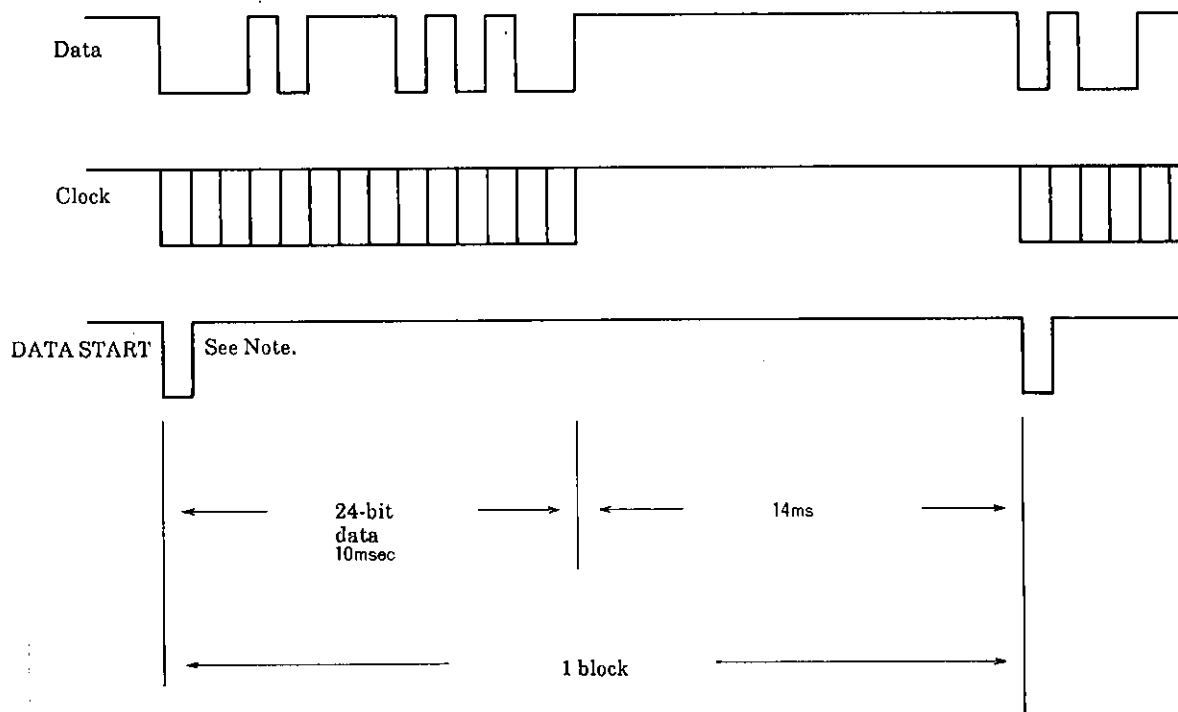 Data
Clock
DATA START
See Note.
24-bit
data
10msec
14ms
1 block